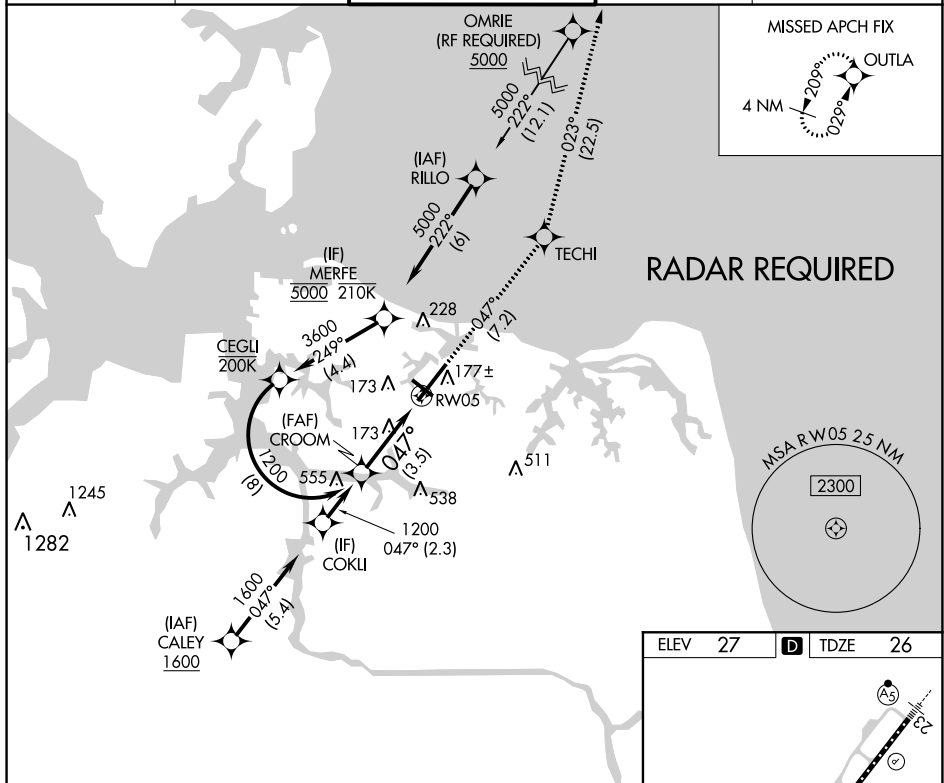 OMRIE
(RF REQUIRED)
5000
5000
222°
(12.1)
023°
(22.5)
MISSED APCH FIX
OUTLA
209°
029°
4 NM
(IAF)
RILLO
5000
222°
(6)
TECHI
RADAR REQUIRED
(IF)
MERFE
5000 210K
228
047°
(7.2)
3600
249°
(4.4)
CEGLI
200K
173
177±
RW05
(FAF)
CROOM
173
047°
(3.5)
1200
(8)
555
538
511
1245
1282
1200
047° (2.3)
(IF)
COKLI
1600
047°
(5.4)
(IAF)
CALEY
1600
MSA RW05 25 NM
2300
ELEV 27 D TDZE 26
A5
23
P